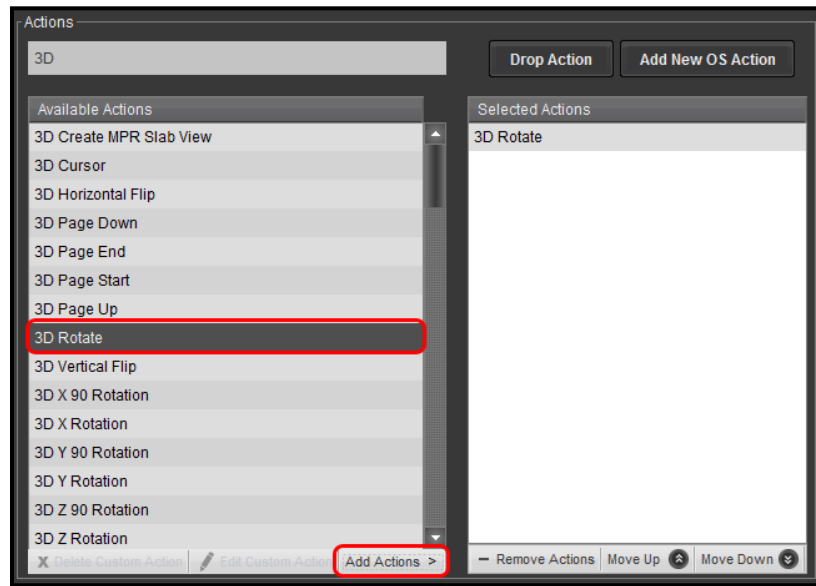 Actions
3D
Drop Action
Add New OS Action
Available Actions
3D Create MPR Slab View
3D Cursor
3D Horizontal Flip
3D Page Down
3D Page End
3D Page Start
3D Page Up
3D Rotate
3D Vertical Flip
3D X 90 Rotation
3D X Rotation
3D Y 90 Rotation
3D Y Rotation
3D Z 90 Rotation
3D Z Rotation
X Delete Custom Action
Edit Custom Action
Add Actions >
Selected Actions
3D Rotate
− Remove Actions
Move Up
Move Down